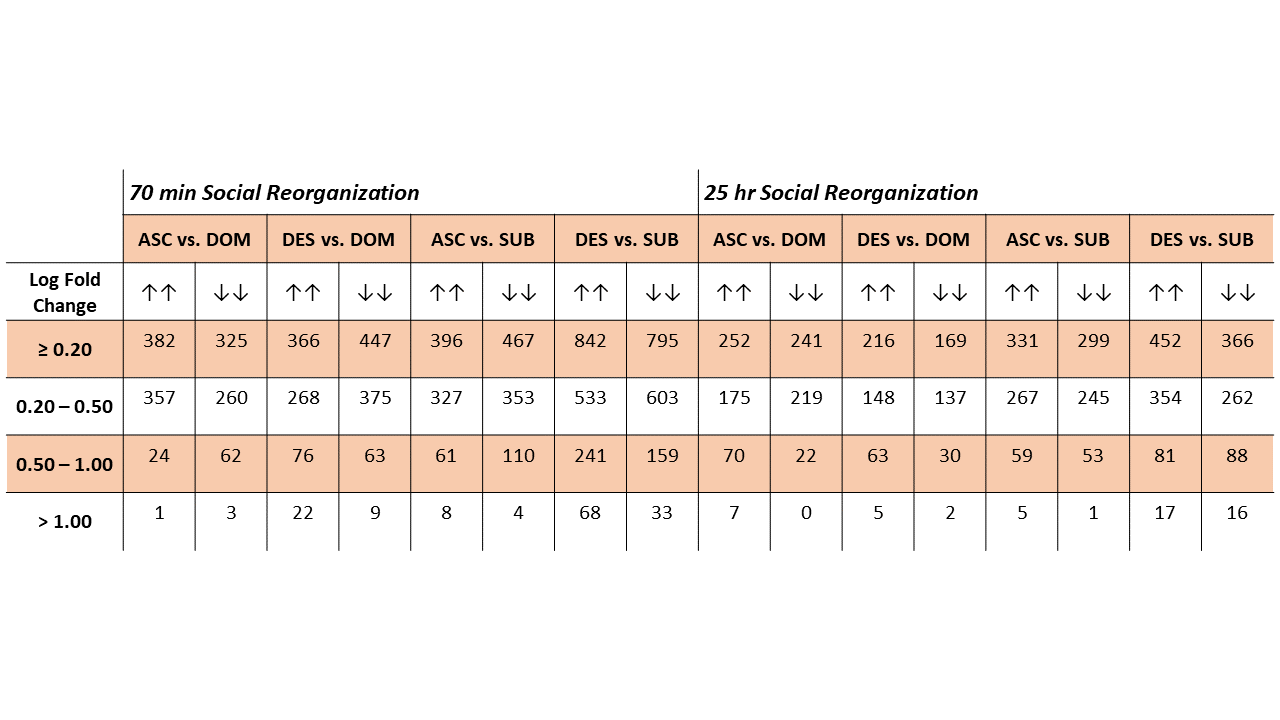 70 min Social Reorganization 25 hr Social Reorganization
ASC vs. DOM DES vs. DOM ASC vs. SUB DES vs. SUB ASC vs. DOM DES vs. DOM ASC vs. SUB DES vs. SUB
Log Fold
Change ↑↑ ↓↓ ↑↑ ↓↓ ↑↑ ↓↓ ↑↑ ↓↓ ↑↑ ↓↓ ↑↑ ↓↓ ↑↑ ↓↓ ↑↑ ↓↓
≥ 0.20 382 325 366 447 396 467 842 795 252 241 216 169 331 299 452 366
0.20 – 0.50 357 260 268 375 327 353 533 603 175 219 148 137 267 245 354 262
0.50 – 1.00 24 62 76 63 61 110 241 159 70 22 63 30 59 53 81 88
> 1.00 1 3 22 9 8 4 68 33 7 0 5 2 5 1 17 16